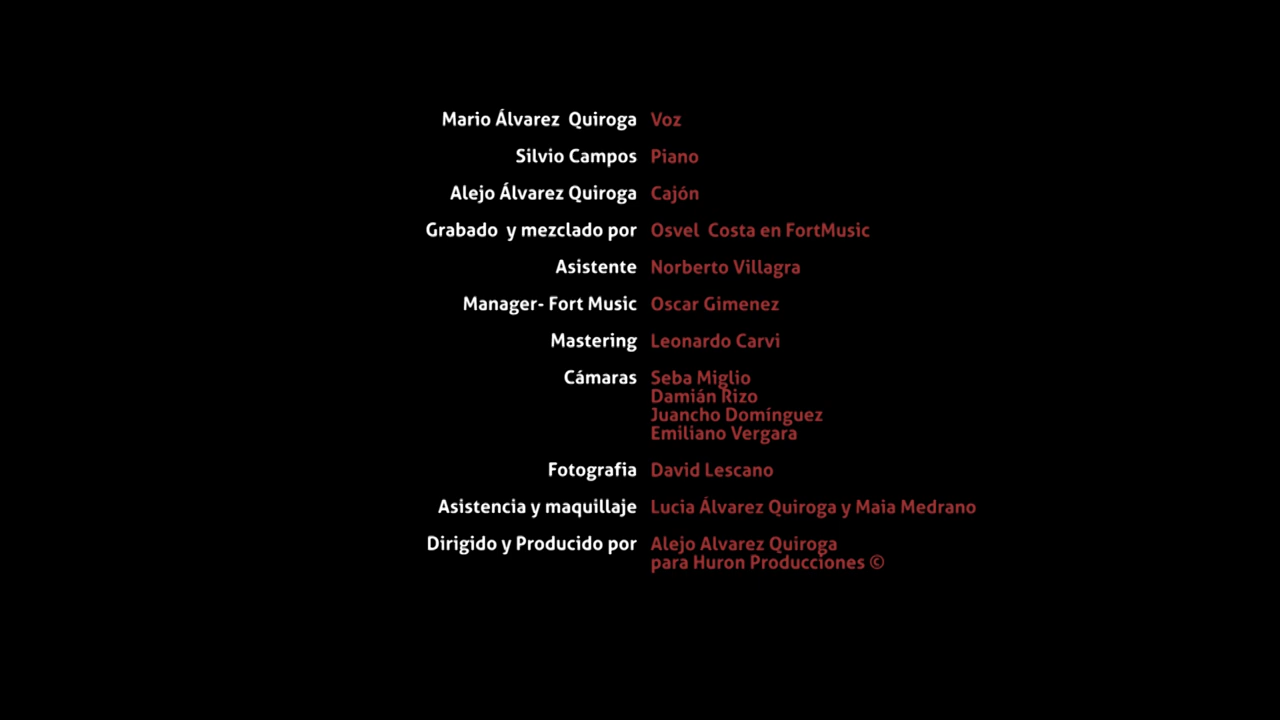 Mario Álvarez  Quiroga Voz
Silvio Campos Piano
Alejo Álvarez Quiroga Cajón
Grabado  y mezclado por Osvel  Costa en FortMusic
Asistente Norberto Villagra
Manager- Fort Music Oscar Gimenez
Mastering Leonardo Carvi
Cámaras Seba Miglio
Damián Rizo
Juancho Domínguez
Emiliano Vergara
Fotografia David Lescano
Asistencia y maquillaje Lucia Álvarez Quiroga y Maia Medrano
Dirigido y Producido por Alejo Alvarez Quiroga
para Huron Producciones ©